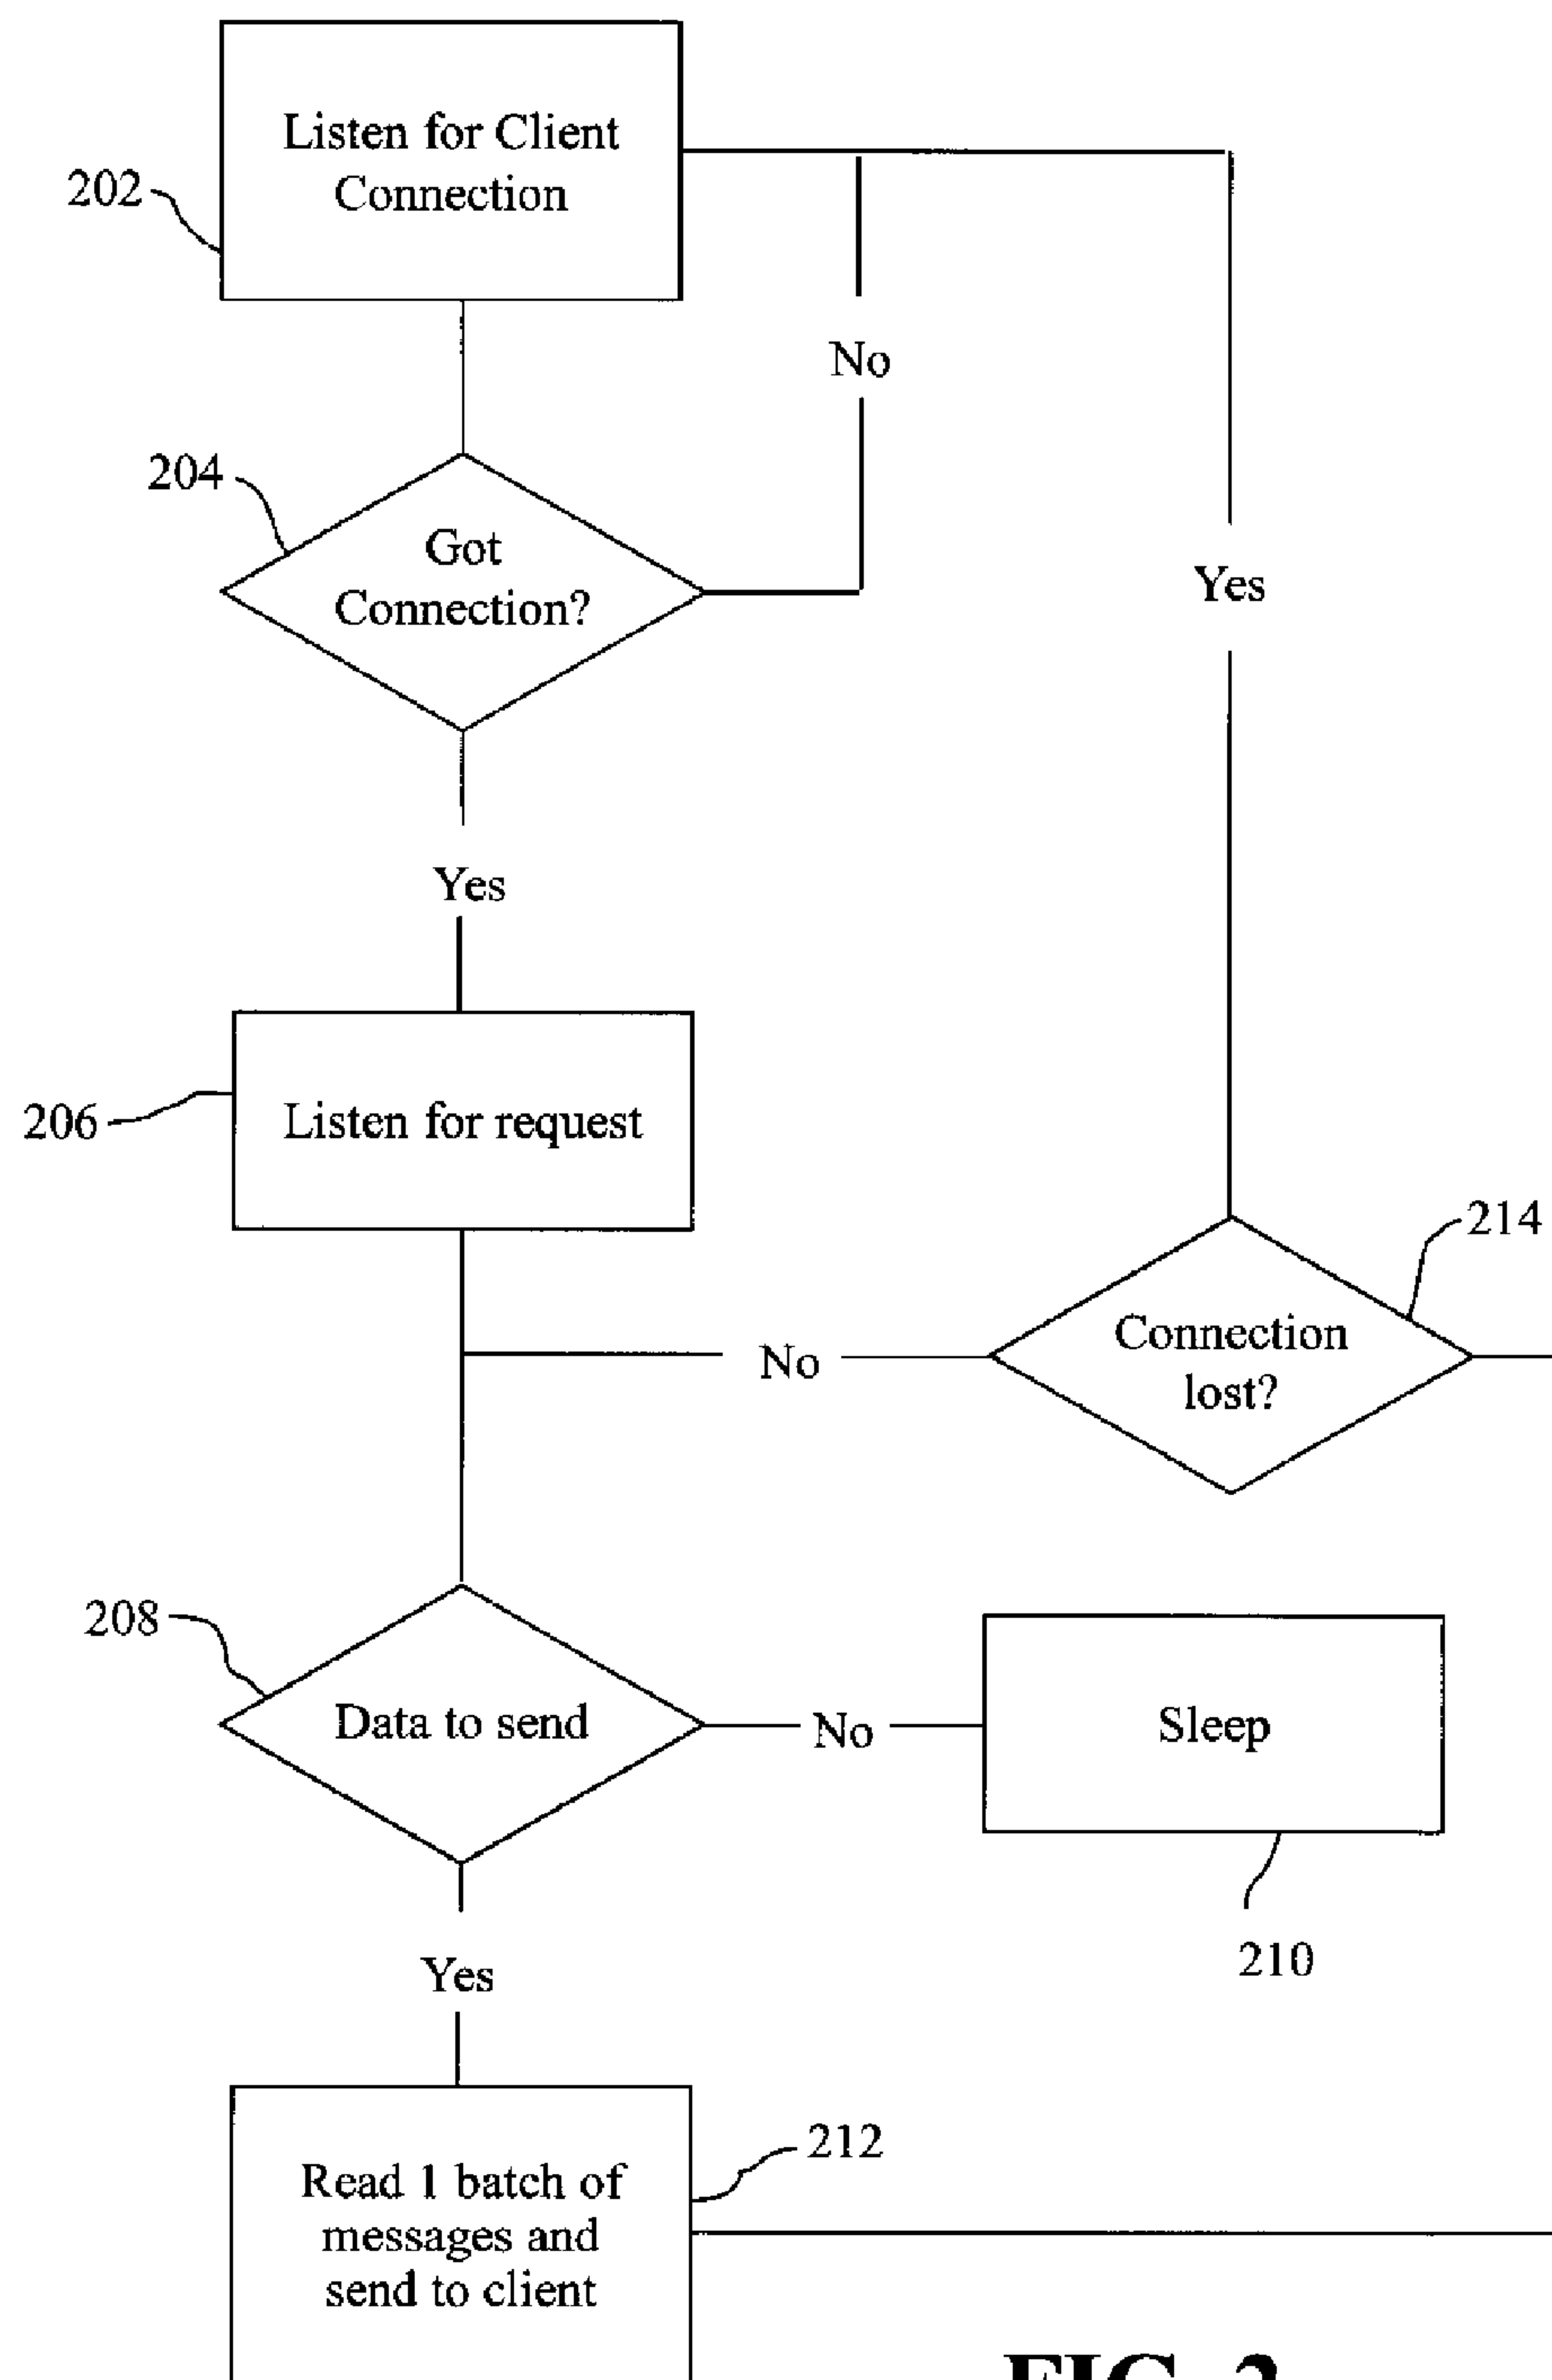 Listen for Client
Connection
202
No
204
Got
Connection?
Yes
Yes
206
Listen for request
214
Connection
lost?
No
208
Data to send
No
Sleep
210
Yes
212
Read 1 batch of
messages and
send to client